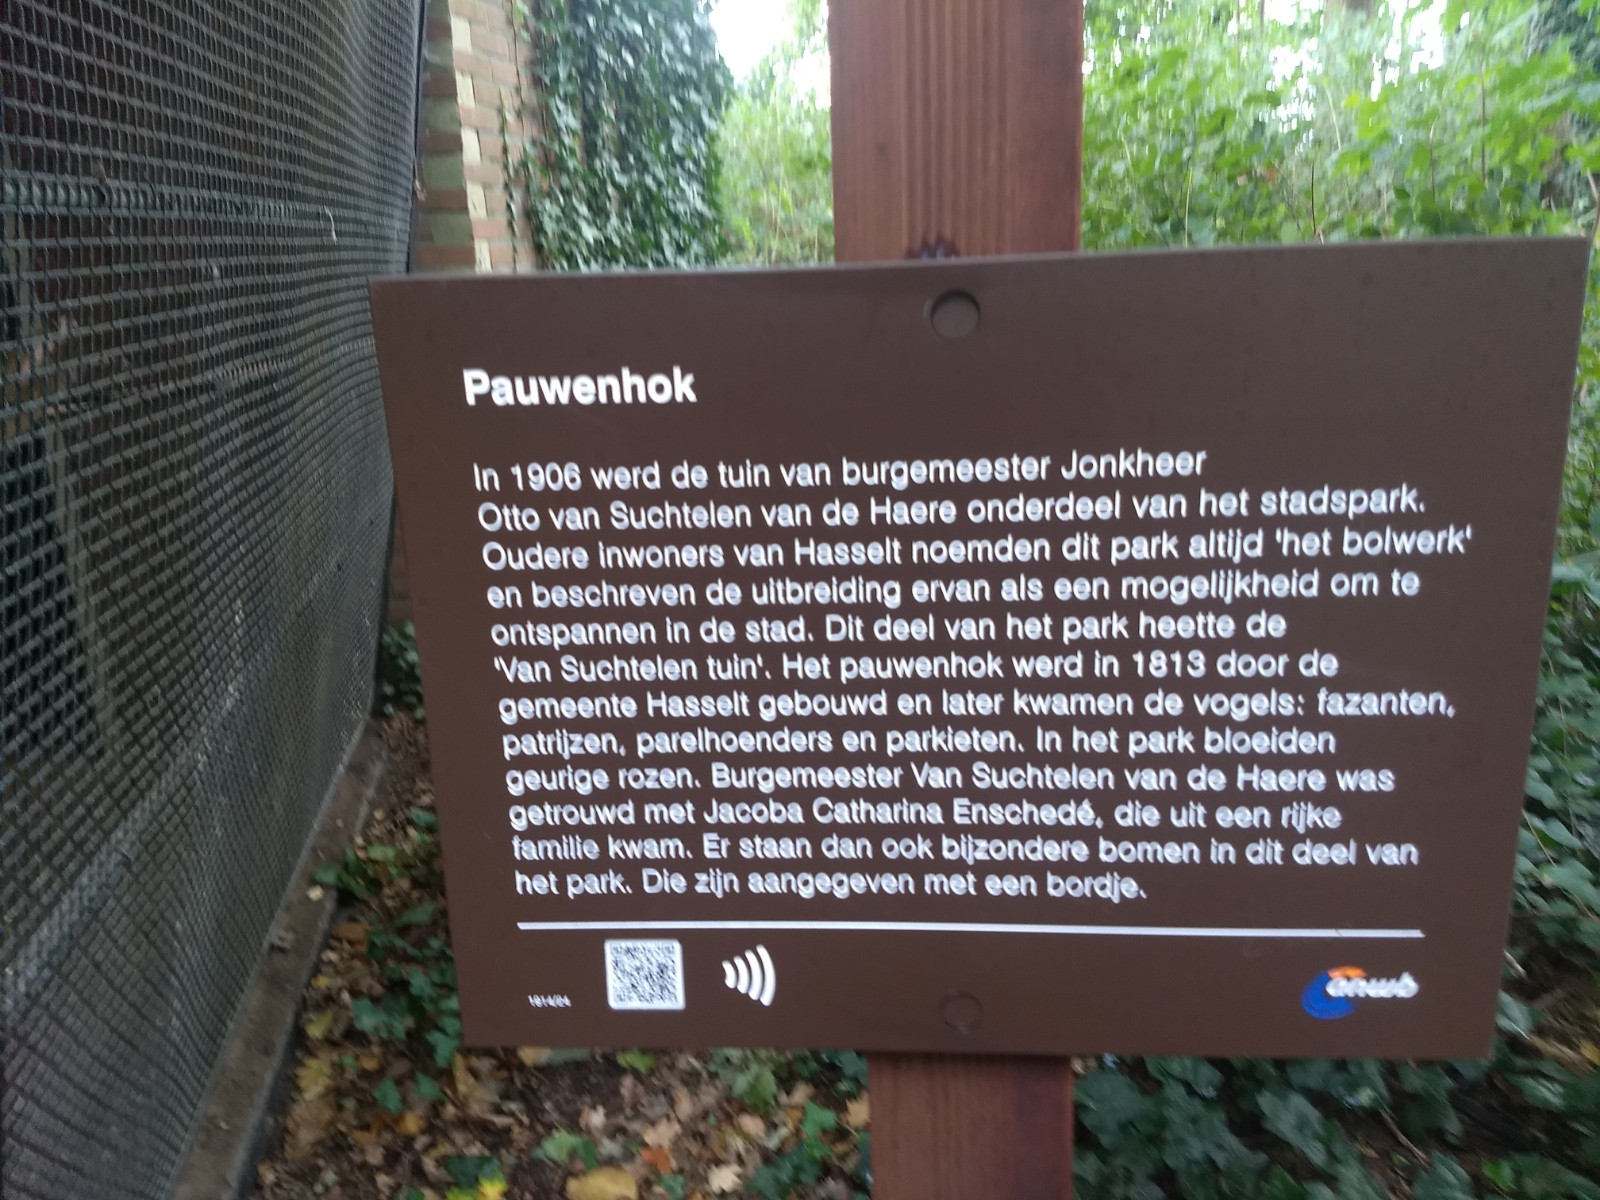 Pauwenhok
In 1906 werd de tuin van burgemeester Jonkheer
Otto van Suchtelen van de Haere onderdeel van het stadspark.
Oudere inwoners van Hasselt noemden dit park altijd 'het bolwerk'
en beschreven de uitbreiding ervan als een mogelijkheid om te
ontspannen in de stad. Dit deel van het park heette de
'Van Suchtelen tuin'. Het pauwenhok werd in 1813 door de
gemeente Hasselt gebouwd en later kwamen de vogels: fazanten,
patrijzen, parelhoenders en parkieten. In het park bloeiden
geurige rozen. Burgemeester Van Suchtelen van de Haere was
getrouwd met Jacoba Catharina Enschedé, die uit een rijke
familie kwam. Er staan dan ook bijzondere bomen in dit deel van
het park. Die zijn aangegeven met een bordje.
anwb